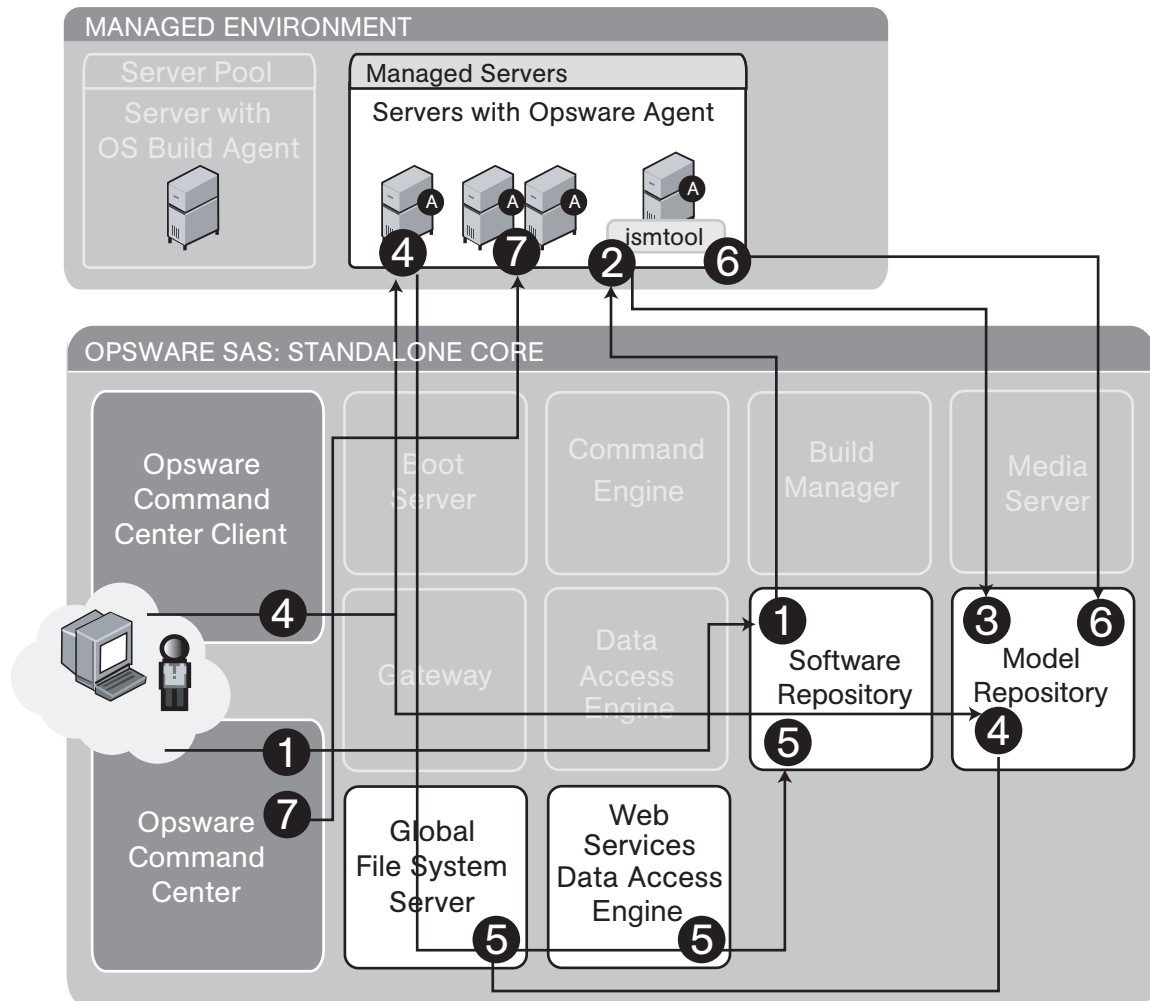 MANAGED ENVIRONMENT
Server Pool
Server with
OS Build Agent
Managed Servers
Servers with Opsware Agent
A
A
A
A
ismtool
4
7
2
6
OPSWARE SAS: STANDALONE CORE
Opsware
Command
Center Client
Boot
Server
Command
Engine
Build
Manager
Media
Server
4
Gateway
Data
Access
Engine
1
Software
Repository
5
3
6
Model
Repository
4
1
7
Opsware
Command
Center
Global
File System
Server
5
Web
Services
Data Access
Engine
5